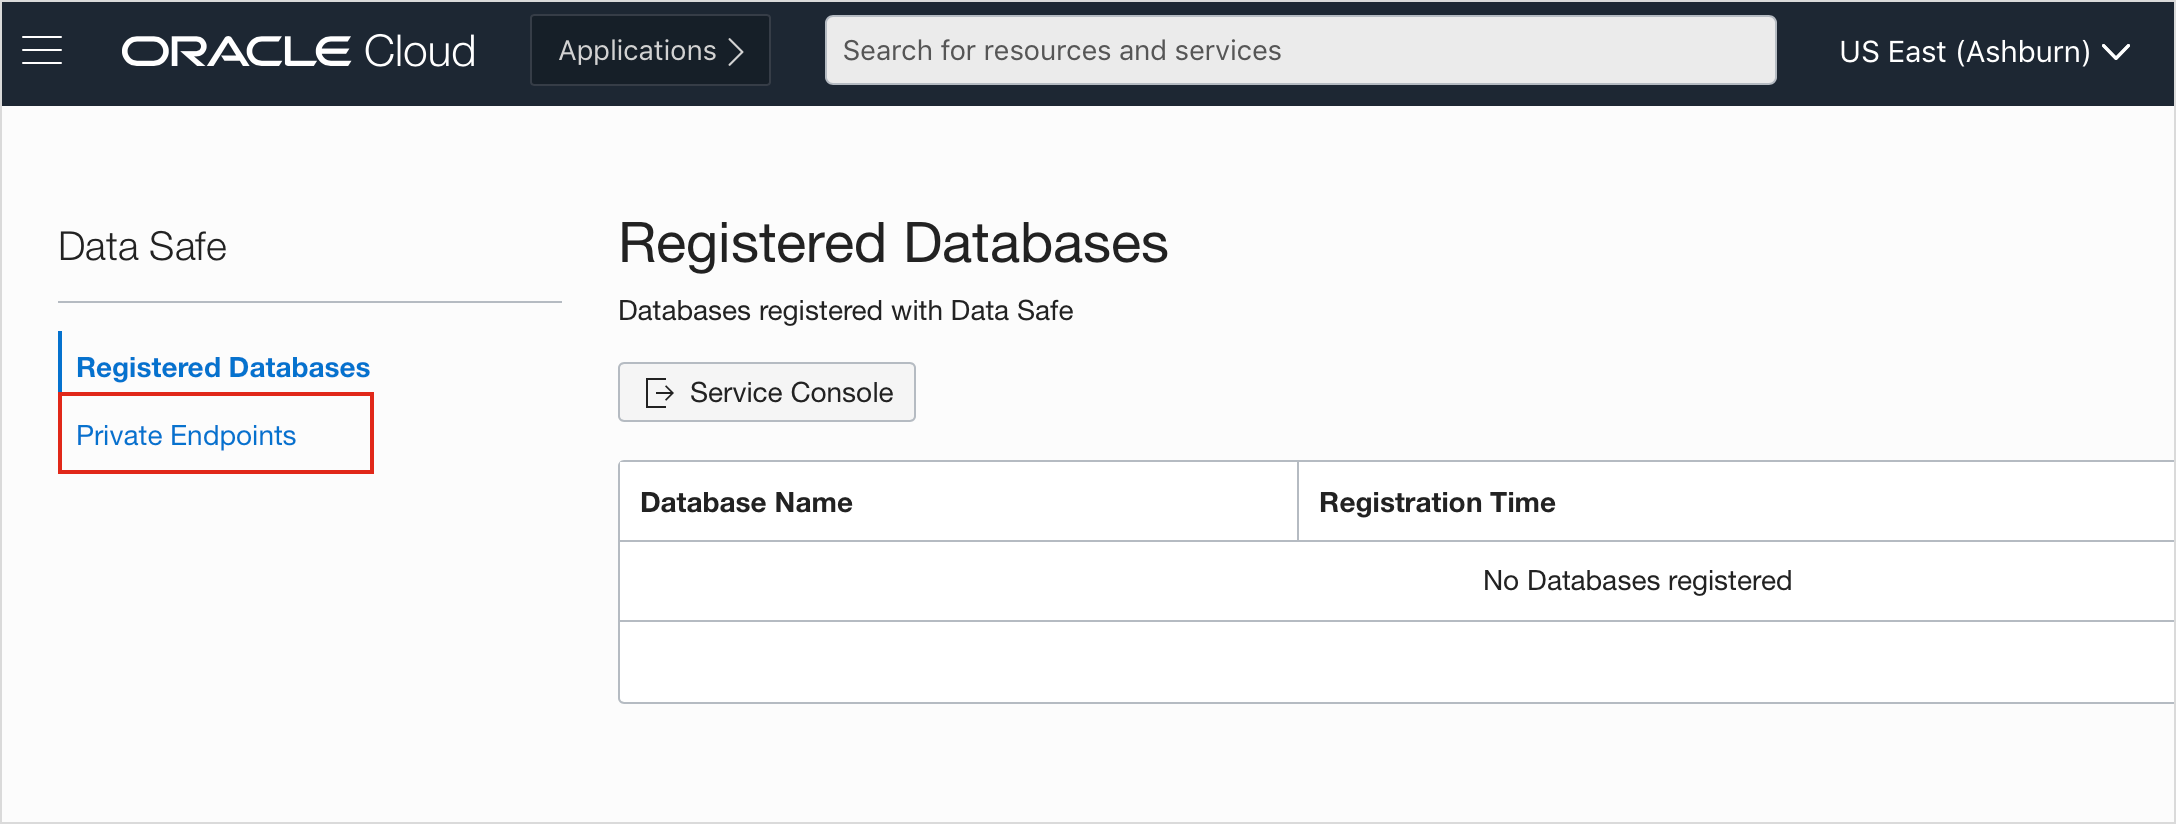 ORACLE Cloud
Applications
Search for resources and services
US East (Ashburn)
Data Safe
Registered Databases
Private Endpoints
Registered Databases
Databases registered with Data Safe
Service Console
Database Name
Registration Time
No Databases registered